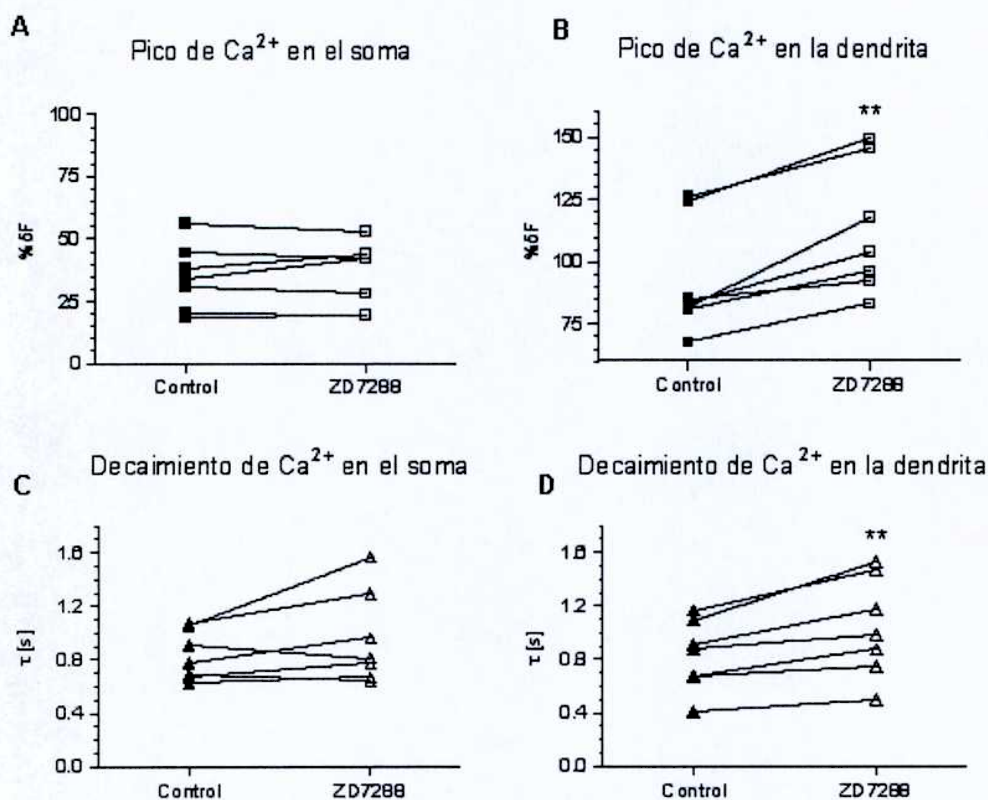 A
Pico de Ca²⁺ en el soma
100
75
50
25
0
% δF
Control
ZD7288
B
Pico de Ca²⁺ en la dendrita
**
150
125
100
75
% δF
Control
ZD7288
C
Decaimiento de Ca²⁺ en el soma
1.6
1.2
0.8
0.4
0.0
τ [s]
Control
ZD7288
D
Decaimiento de Ca²⁺ en la dendrita
**
1.6
1.2
0.8
0.4
0.0
τ [s]
Control
ZD7288